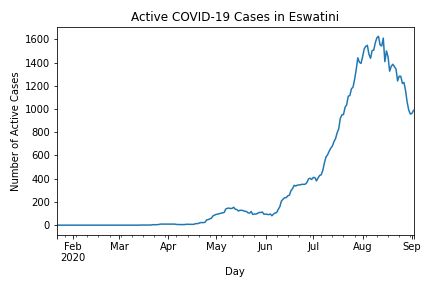 Active COVID-19 Cases in Eswatini
Number of Active Cases
1600
1400
1200
1000
800
600
400
200
0
Feb Mar Apr May Jun Jul Aug Sep
2020
Day